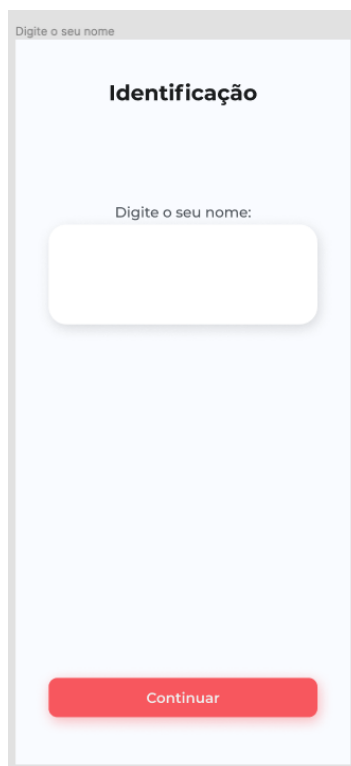 Digite o seu nome
Identificação
Digite o seu nome:
Continuar